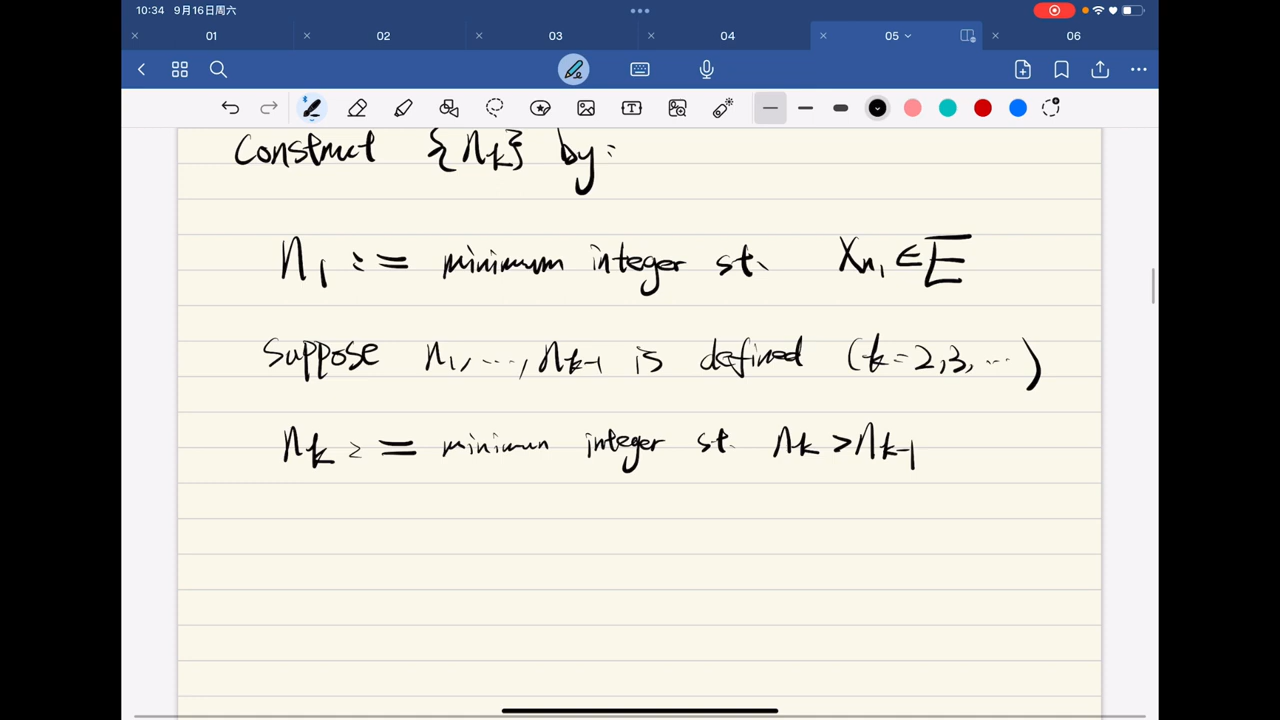 10:34 9月16日周六
01 02 03 04 05 06
Construct {nk} by:
n1 := minimum integer st. Xn1 ∈ E
Suppose n1, ..., nk-1 is defined (k=2,3, ...)
nk := minimun integer st. nk > nk-1